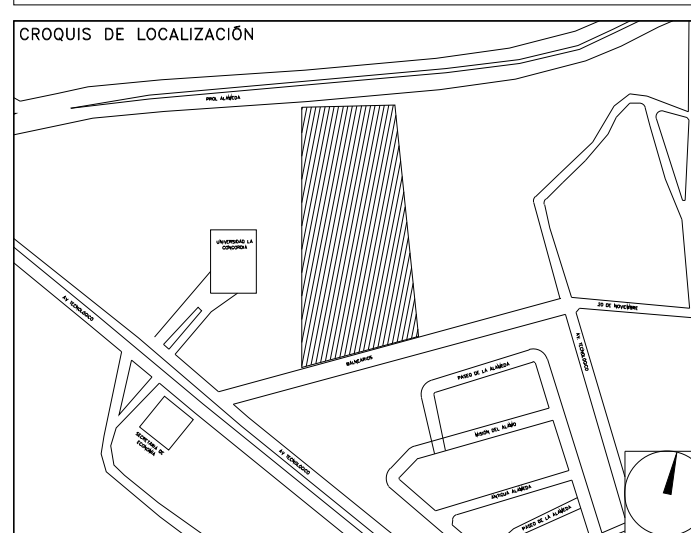 CROQUIS DE LOCALIZACIÓN
PROL ALAMEDA
UNIVERSIDAD LA
CONCORDIA
AV. TECNOLOGICO
20 DE NOVIEMBRE
BALNEARIOS
AV. TECNOLOGICO
PASEO DE LA ALAMEDA
MISION DEL ALAMO
SECRETARIA DE
ECONOMIA
AV TECNOLOGICO
ANTIGUA ALAMEDA
PASEO DE LA ALAMEDA